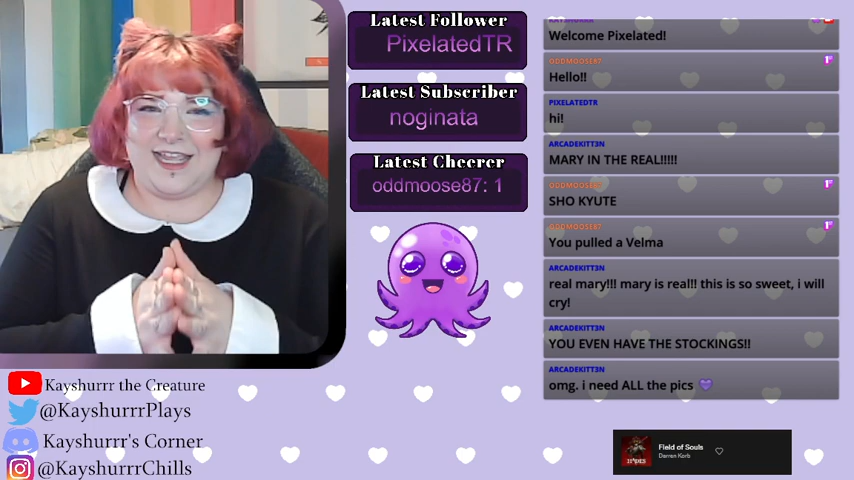 Latest Follower
PixelatedTR
Latest Subscriber
noginata
Latest Cheerer
oddmoose87: 1
Kayshurrr the Creature
@KayshurrrPlays
Kayshurrr's Corner
@KayshurrrChills
Welcome Pixelated!
ODDMOOSE87
Hello!!
PIXELATEDTR
hi!
ARCADEKITT3N
MARY IN THE REAL!!!!!
ODDMOOSE87
SHO KYUTE
ODDMOOSE87
You pulled a Velma
ARCADEKITT3N
real mary!!! mary is real!! this is so sweet, i will
cry!
ARCADEKITT3N
YOU EVEN HAVE THE STOCKINGS!!
ARCADEKITT3N
omg. i need ALL the pics 💜
HADES
Field of Souls
Darren Korb